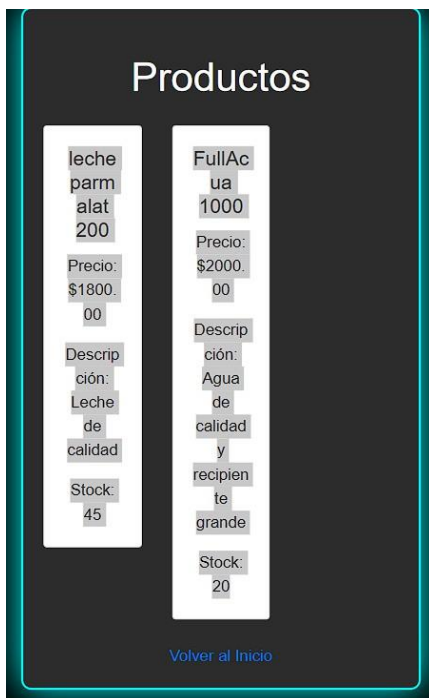 Productos
leche
parm
alat
200
Precio:
$1800.
00
Descrip
ción:
Leche
de
calidad
Stock:
45
FullAc
ua
1000
Precio:
$2000.
00
Descrip
ción:
Agua
de
calidad
y
recipien
te
grande
Stock:
20
Volver al Inicio